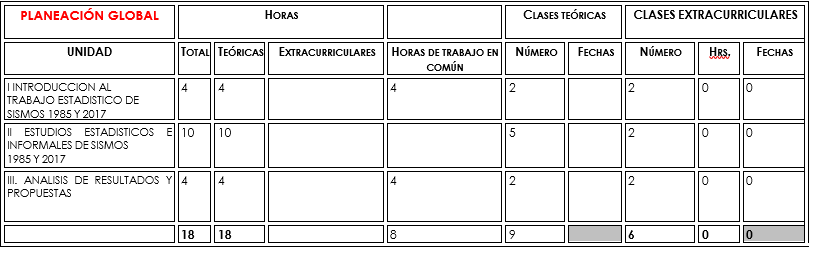 PLANEACIÓN GLOBAL HORAS CLASES TEÓRICAS CLASES EXTRACURRICULARES
UNIDAD TOTAL TEÓRICAS EXTRACURRICULARES HORAS DE TRABAJO EN COMÚN NÚMERO FECHAS NÚMERO HRS. FECHAS
I INTRODUCCION AL 4 4 4 2 2 0 0
TRABAJO ESTADISTICO DE
SISMOS 1985 Y 2017
II ESTUDIOS ESTADISTICOS E 10 10 5 2 0 0
INFORMALES DE SISMOS
1985 Y 2017
III. ANALISIS DE RESULTADOS Y 4 4 4 2 2 0 0
PROPUESTAS
18 18 8 9 6 0 0